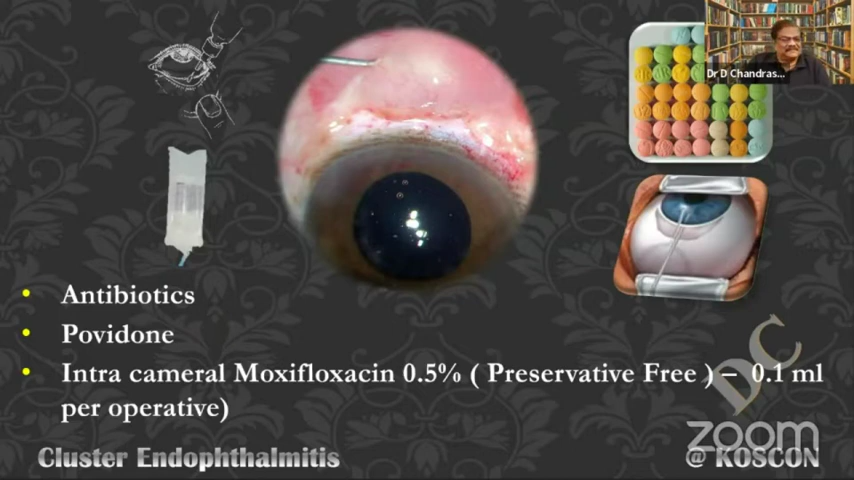 Dr D Chandras...
• Antibiotics
• Povidone
• Intra cameral Moxifloxacin 0.5% ( Preservative Free ) – 0.1 ml
per operative)
DC
zoom
Cluster Endophthalmitis
@ KOSCON